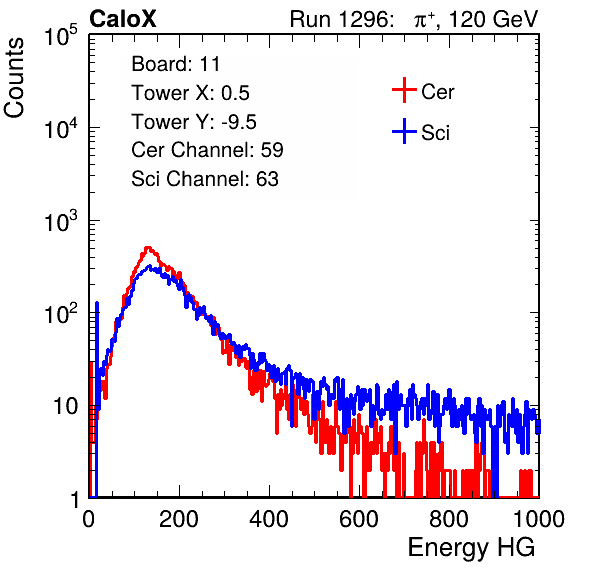 CaloX Run 1296: π⁺, 120 GeV
Counts
10⁵
10⁴
10³
10²
10
1
Board: 11
Tower X: 0.5
Tower Y: -9.5
Cer Channel: 59
Sci Channel: 63
Cer
Sci
0 200 400 600 800 1000
Energy HG